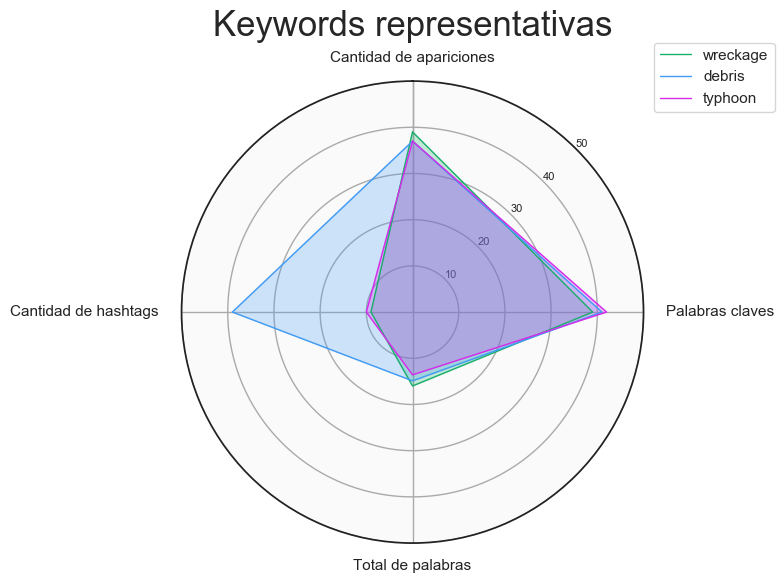 Keywords representativas
Cantidad de apariciones
wreckage
debris
typhoon
50
40
30
20
10
Cantidad de hashtags
Palabras claves
Total de palabras